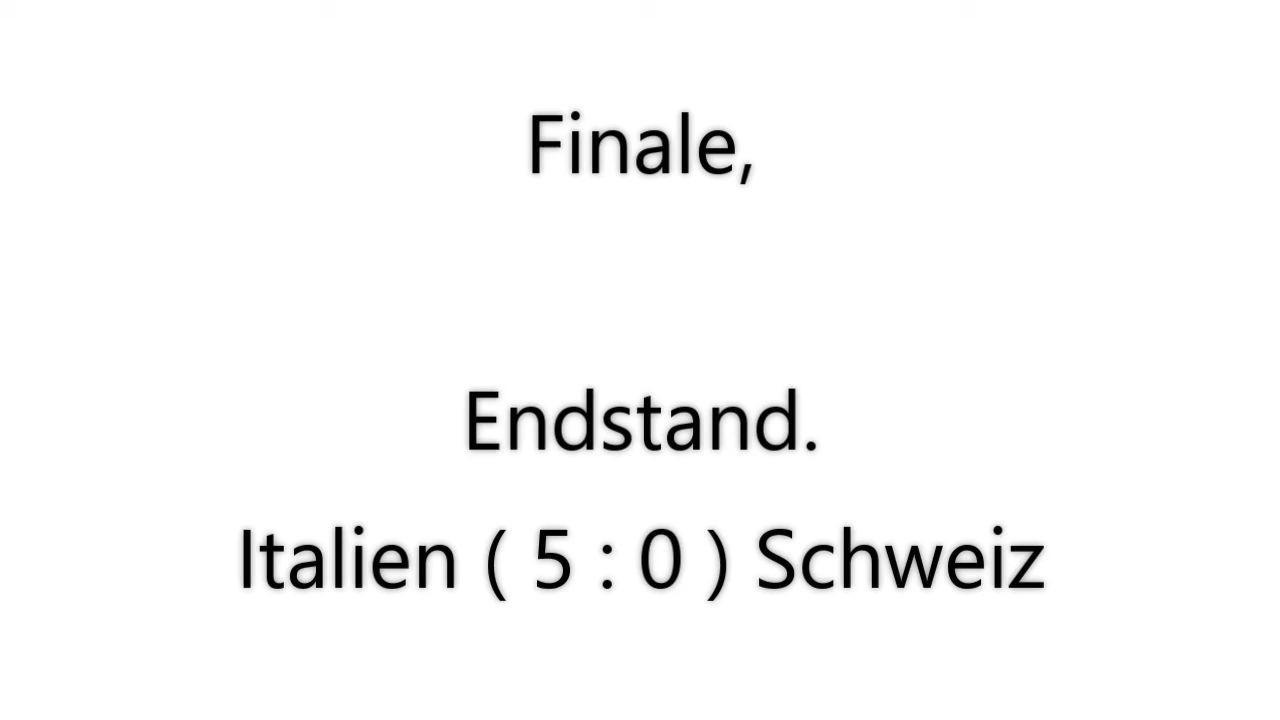 Finale,
Endstand.
Italien ( 5 : 0 ) Schweiz